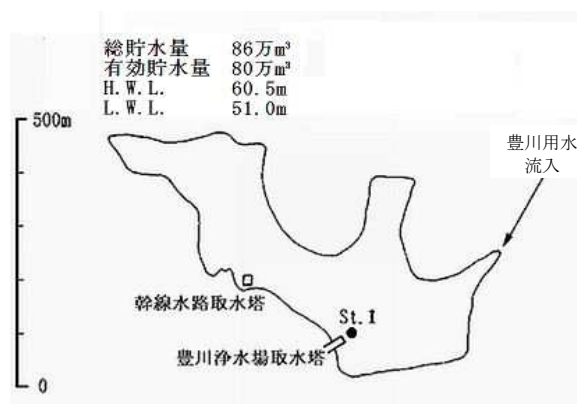 総貯水量 86万m³
有効貯水量 80万m³
H.W.L. 60.5m
L.W.L. 51.0m
500m
豊川用水
流入
幹線水路取水塔
St.1
豊川浄水場取水塔
0